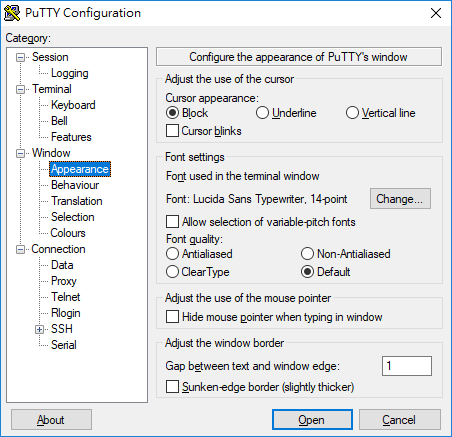 PuTTY Configuration
Category:
Session
Logging
Terminal
Keyboard
Bell
Features
Window
Appearance
Behaviour
Translation
Selection
Colours
Connection
Data
Proxy
Telnet
Rlogin
SSH
Serial
Configure the appearance of PuTTY's window
Adjust the use of the cursor
Cursor appearance:
Block Underline Vertical line
Cursor blinks
Font settings
Font used in the terminal window
Font: Lucida Sans Typewriter, 14-point Change...
Allow selection of variable-pitch fonts
Font quality:
Antialiased Non-Antialiased
ClearType Default
Adjust the use of the mouse pointer
Hide mouse pointer when typing in window
Adjust the window border
Gap between text and window edge: 1
Sunken-edge border (slightly thicker)
About Open Cancel